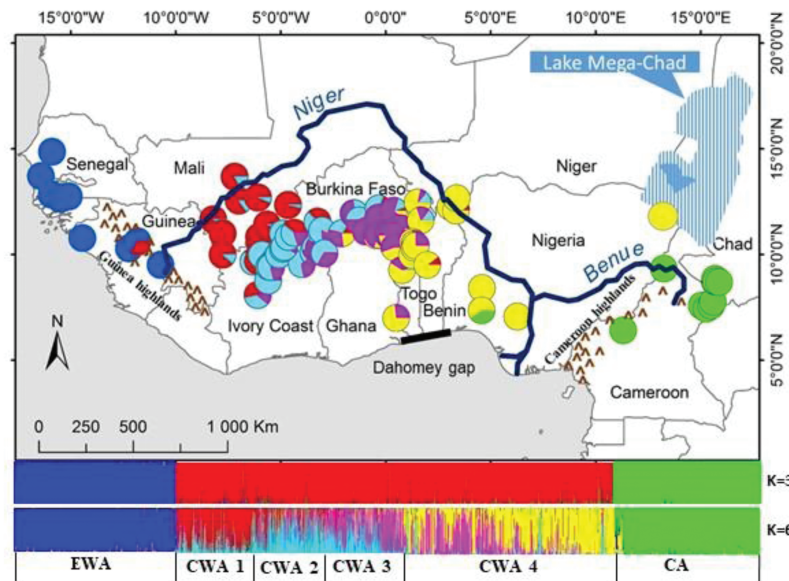 15°0'0"W 10°0'0"W 5°0'0"W 0°0'0" 5°0'0"E 10°0'0"E 15°0'0"E
20°0'0"N
Lake Mega-Chad
Niger
15°0'0"N
Senegal
Mali
Niger
Burkina Faso
Guinea
Nigeria
Chad
10°0'0"N
Benue
Guinea highlands
Togo
Benin
Cameroon highlands
N
Ivory Coast
Ghana
5°0'0"N
Dahomey gap
Cameroon
0 250 500 1 000 Km
K=3
K=6
EWA CWA 1 CWA 2 CWA 3 CWA 4 CA